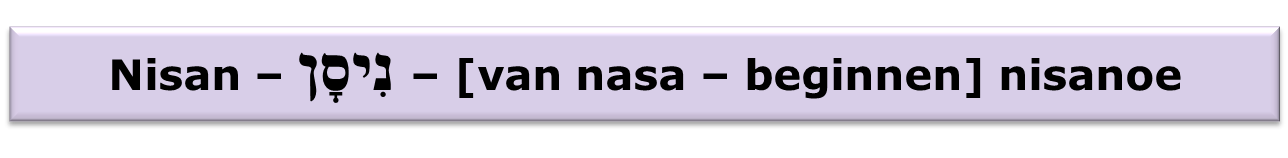 Nisan – נִיסָן – [van nasa – beginnen] nisanoe